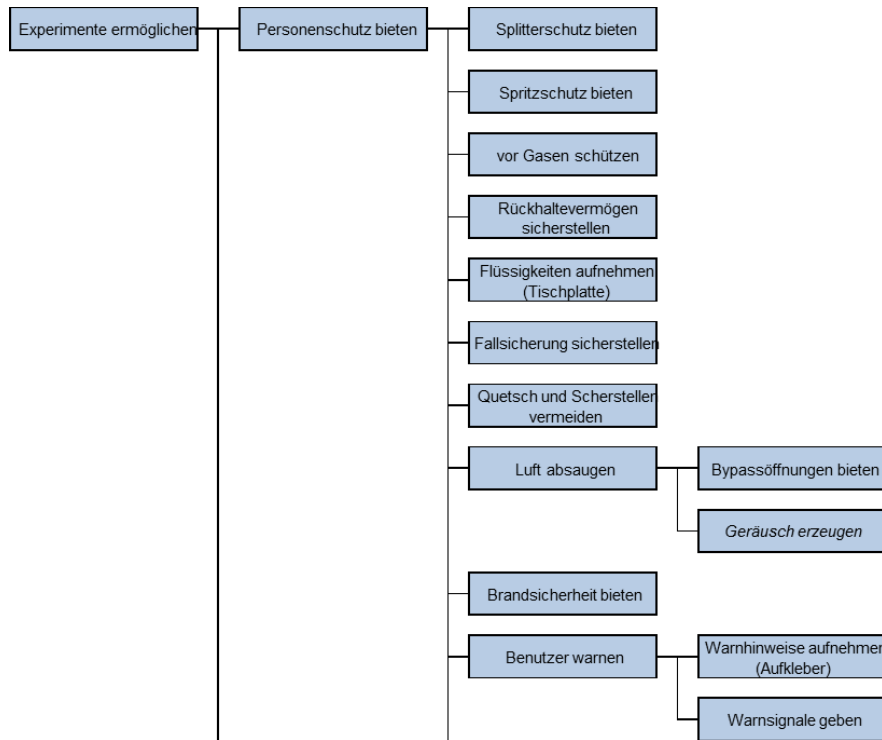 Experimente ermöglichen
Personenschutz bieten
Splitterschutz bieten
Spritzschutz bieten
vor Gasen schützen
Rückhaltevermögen
sicherstellen
Flüssigkeiten aufnehmen
(Tischplatte)
Fallsicherung sicherstellen
Quetsch und Scherstellen
vermeiden
Luft absaugen
Bypassöffnungen bieten
Geräusch erzeugen
Brandsicherheit bieten
Benutzer warnen
Warnhinweise aufnehmen
(Aufkleber)
Warnsignale geben